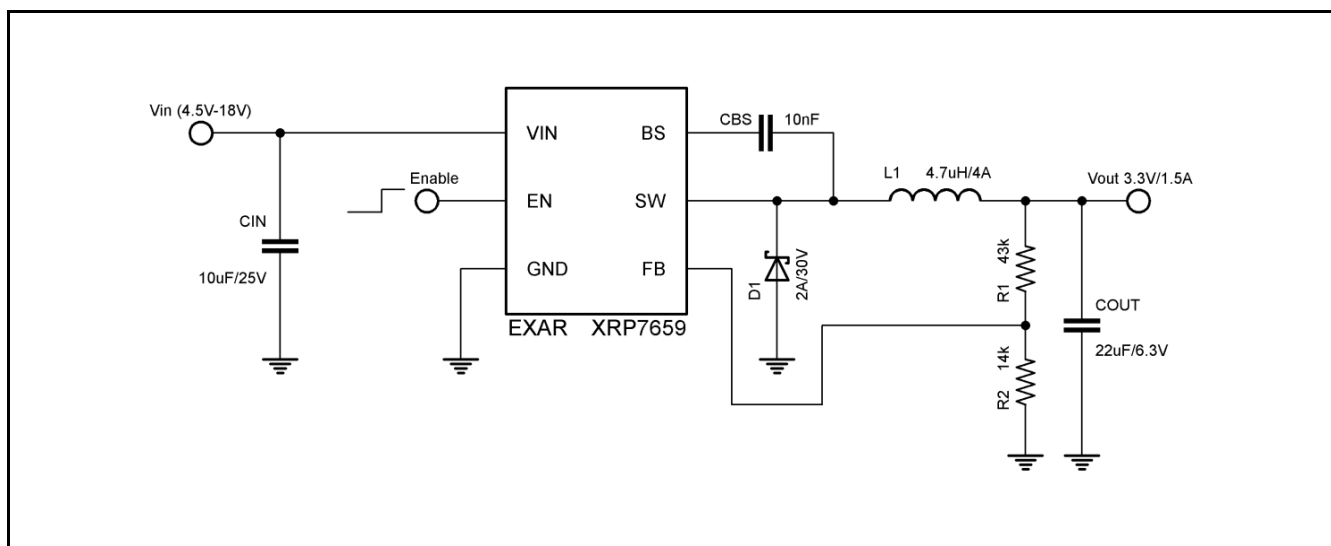 Vin (4.5V-18V)
CIN
10uF/25V
Enable
VIN
EN
GND
BS
SW
FB
EXAR XRP7659
CBS 10nF
D1
2A/30V
L1 4.7uH/4A
Vout 3.3V/1.5A
R1
43k
R2
14k
COUT
22uF/6.3V